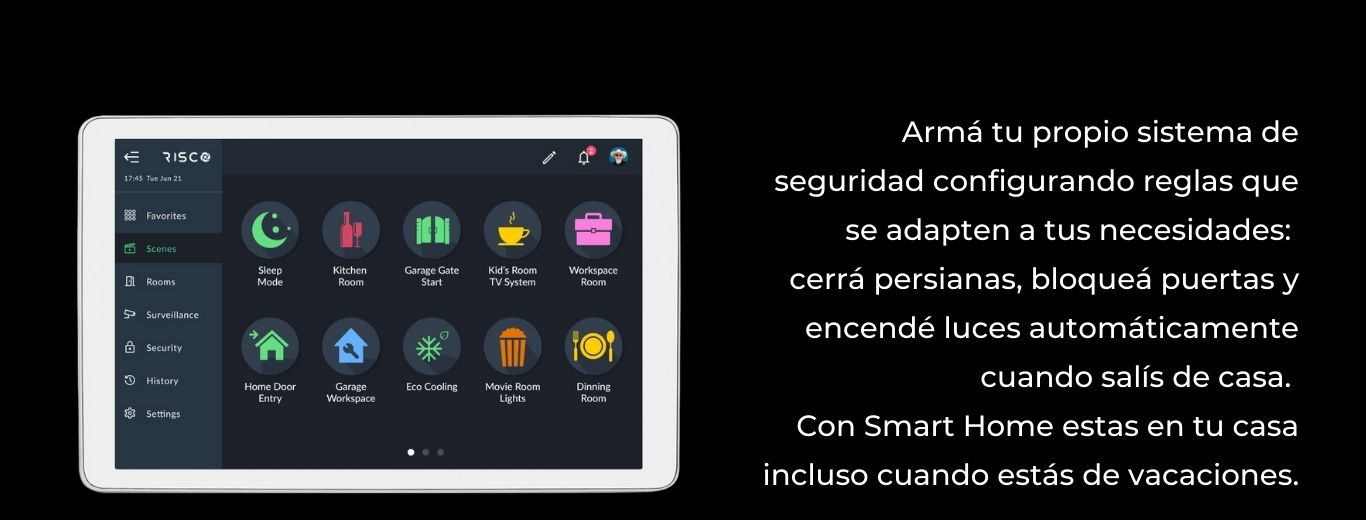 RISCO
2
17:45 Tue Jun 21
Favorites
Scenes
Rooms
Surveillance
Security
History
Settings
Sleep
Mode
Kitchen
Room
Garage Gate
Start
Kid's Room
TV System
Workspace
Room
Home Door
Entry
Garage
Workspace
Eco Cooling
Movie Room
Lights
Dinning
Room
Armá tu propio sistema de
seguridad configurando reglas que
se adapten a tus necesidades:
cerrá persianas, bloqueá puertas y
encendé luces automáticamente
cuando salís de casa.
Con Smart Home estas en tu casa
incluso cuando estás de vacaciones.